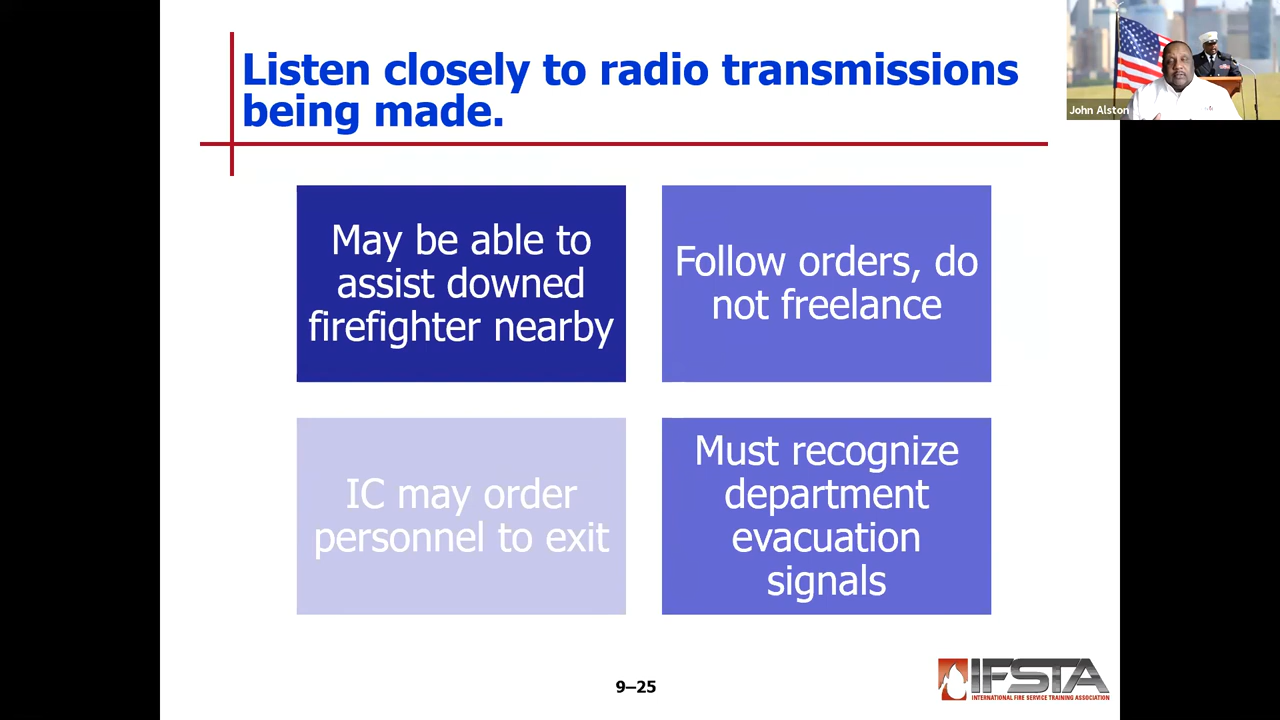 Listen closely to radio transmissions
being made.
John Alston
May be able to
assist downed
firefighter nearby
Follow orders, do
not freelance
IC may order
personnel to exit
Must recognize
department
evacuation
signals
9–25
IFSTA
INTERNATIONAL FIRE SERVICE TRAINING ASSOCIATION